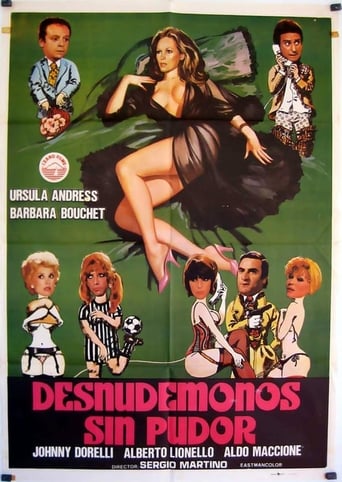 URSULA ANDRESS
BARBARA BOUCHET
DESNUDEMONOS
SIN PUDOR
JOHNNY DORELLI ALBERTO LIONELLO ALDO MACCIONE
DIRECTOR: SERGIO MARTINO EASTMANCOLOR